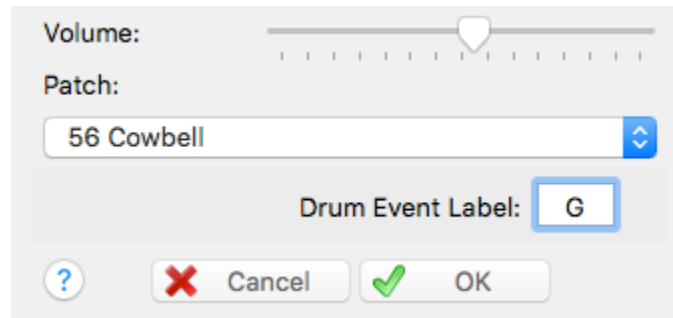 Volume:
Patch:
56 Cowbell
Drum Event Label: G
? Cancel OK